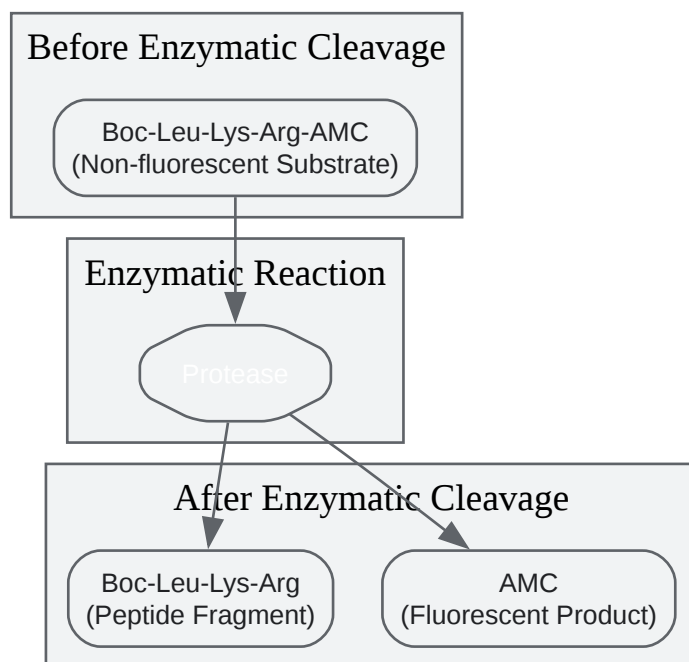 Before Enzymatic Cleavage
Boc-Leu-Lys-Arg-AMC
(Non-fluorescent Substrate)
Enzymatic Reaction
Protease
After Enzymatic Cleavage
Boc-Leu-Lys-Arg
(Peptide Fragment)
AMC
(Fluorescent Product)